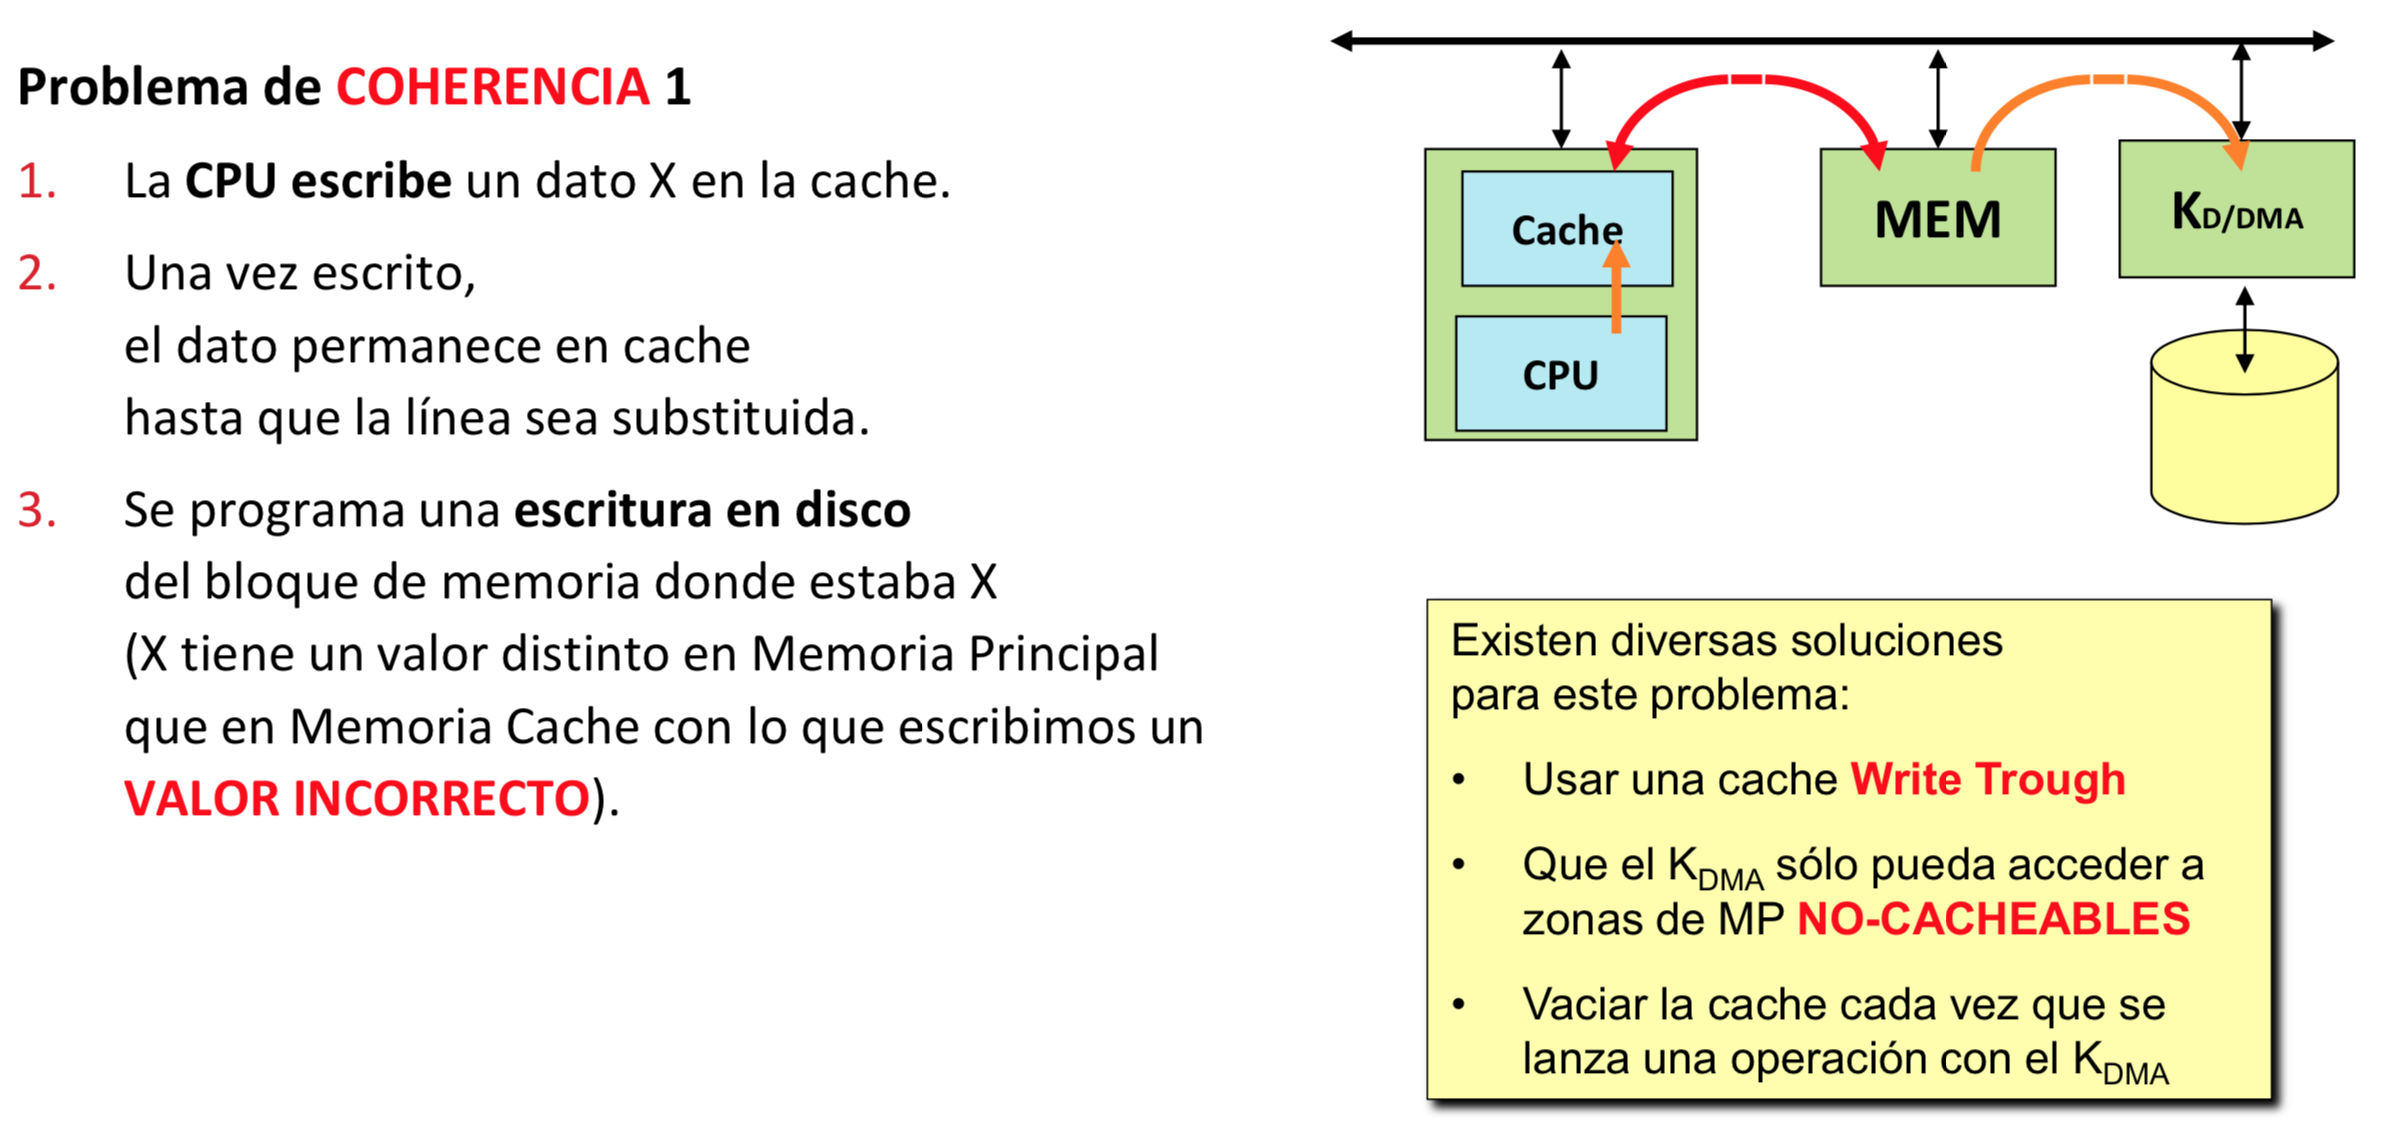 Problema de COHERENCIA 1
1. La CPU escribe un dato X en la cache.
2. Una vez escrito,
el dato permanece en cache
hasta que la línea sea substituida.
3. Se programa una escritura en disco
del bloque de memoria donde estaba X
(X tiene un valor distinto en Memoria Principal
que en Memoria Cache con lo que escribimos un
VALOR INCORRECTO).
Cache
CPU
MEM
KD/DMA
Existen diversas soluciones
para este problema:
• Usar una cache Write Trough
• Que el KDMA sólo pueda acceder a
zonas de MP NO-CACHEABLES
• Vaciar la cache cada vez que se
lanza una operación con el KDMA